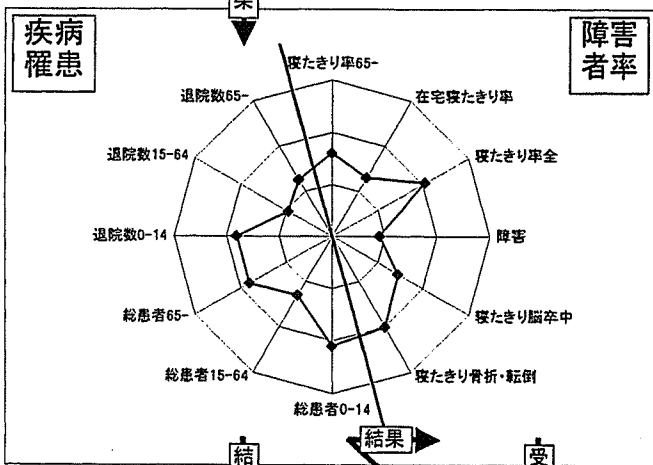 果
疾病
罹患
障害
者率
寝たきり率65-
退院数65-
在宅寝たきり率
退院数15-64
寝たきり率全
退院数0-14
障害
総患者65-
寝たきり脳卒中
総患者15-64
寝たきり骨折・転倒
総患者0-14
結果
結
受